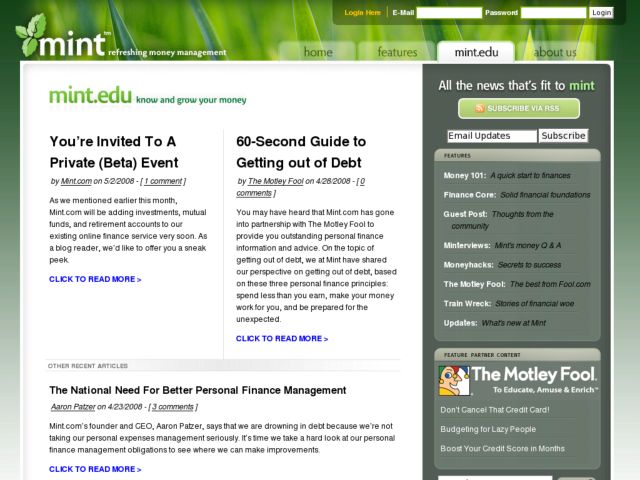 Login Here | E-Mail Password Login
mint™ refreshing money management
home features mint.edu about us
mint.edu know and grow your money
You're Invited To A
Private (Beta) Event
by Mint.com on 5/2/2008 - [ 1 comment ]
As we mentioned earlier this month,
Mint.com will be adding investments, mutual
funds, and retirement accounts to our
existing online finance service very soon. As
a blog reader, we'd like to offer you a sneak
peek.
CLICK TO READ MORE >
60-Second Guide to
Getting out of Debt
by The Motley Fool on 4/28/2008 - [ 0
comments ]
You may have heard that Mint.com has gone
into partnership with The Motley Fool to
provide you outstanding personal finance
information and advice. On the topic of
getting out of debt, we at Mint have shared
our perspective on getting out of debt, based
on these three personal finance principles:
spend less than you earn, make your money
work for you, and be prepared for the
unexpected.
CLICK TO READ MORE >
OTHER RECENT ARTICLES
The National Need For Better Personal Finance Management
Aaron Patzer on 4/23/2008 - [ 3 comments ]
Mint.com's founder and CEO, Aaron Patzer, says that we are drowning in debt because we're not
taking our personal expenses management seriously. It's time we take a hard look at our personal
finance management obligations to see where we can make improvements.
CLICK TO READ MORE >
All the news that's fit to mint
SUBSCRIBE VIA RSS
Email Updates Subscribe
FEATURES
Money 101: A quick start to finances
Finance Core: Solid financial foundations
Guest Post: Thoughts from the
community
Minterviews: Mint's money Q & A
Moneyhacks: Secrets to success
The Motley Fool: The best from Fool.com
Train Wreck: Stories of financial woe
Updates: What's new at Mint
FEATURE PARTNER CONTENT
The Motley Fool.
To Educate, Amuse & Enrich™
Don't Cancel That Credit Card!
Budgeting for Lazy People
Boost Your Credit Score in Months